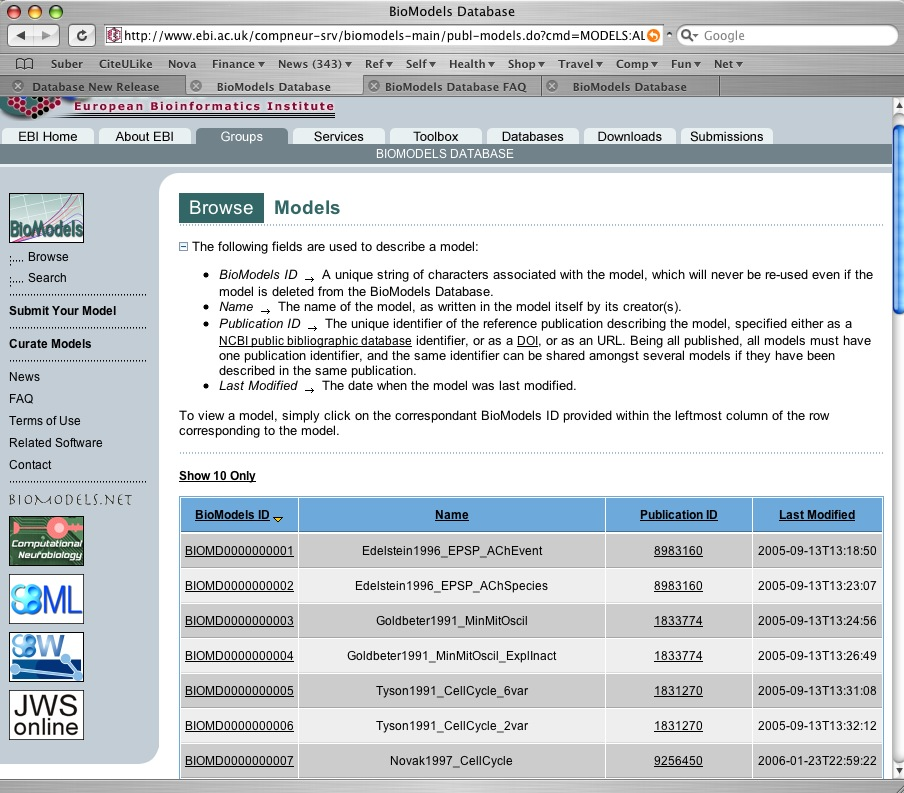 BioModels Database
http://www.ebi.ac.uk/compneur-srv/biomodels-main/publ-models.do?cmd=MODELS:AL
Google
Suber CiteULike Nova Finance News (343) Ref Self Health Shop Travel Comp Fun Net
Database New Release BioModels Database BioModels Database FAQ BioModels Database
European Bioinformatics Institute
EBI Home About EBI Groups Services Toolbox Databases Downloads Submissions
BIOMODELS DATABASE
BioModels
Browse
Search
Submit Your Model
Curate Models
News
FAQ
Terms of Use
Related Software
Contact
BIOMODELS.NET
Computational
Neurobiology
SBML
SBW
JWS
online
Browse Models
The following fields are used to describe a model:
• BioModels ID → A unique string of characters associated with the model, which will never be re-used even if the
model is deleted from the BioModels Database.
• Name → The name of the model, as written in the model itself by its creator(s).
• Publication ID → The unique identifier of the reference publication describing the model, specified either as a
NCBI public bibliographic database identifier, or as a DOI, or as an URL. Being all published, all models must have
one publication identifier, and the same identifier can be shared amongst several models if they have been
described in the same publication.
• Last Modified → The date when the model was last modified.
To view a model, simply click on the correspondant BioModels ID provided within the leftmost column of the row
corresponding to the model.
Show 10 Only
BioModels ID Name Publication ID Last Modified
BIOMD0000000001 Edelstein1996_EPSP_AChEvent 8983160 2005-09-13T13:18:50
BIOMD0000000002 Edelstein1996_EPSP_AChSpecies 8983160 2005-09-13T13:23:07
BIOMD0000000003 Goldbeter1991_MinMitOscil 1833774 2005-09-13T13:24:56
BIOMD0000000004 Goldbeter1991_MinMitOscil_ExplInact 1833774 2005-09-13T13:26:49
BIOMD0000000005 Tyson1991_CellCycle_6var 1831270 2005-09-13T13:31:08
BIOMD0000000006 Tyson1991_CellCycle_2var 1831270 2005-09-13T13:32:12
BIOMD0000000007 Novak1997_CellCycle 9256450 2006-01-23T22:59:22